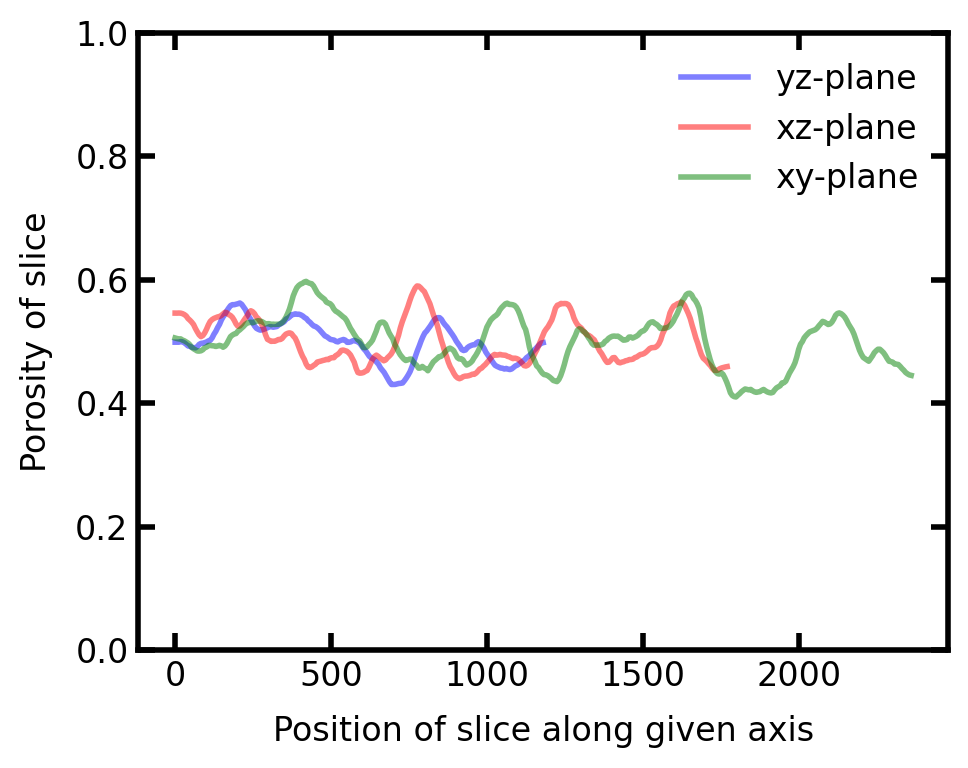 1.0
0.8
0.6
0.4
0.2
0.0
Porosity of slice
yz-plane
xz-plane
xy-plane
0 500 1000 1500 2000
Position of slice along given axis